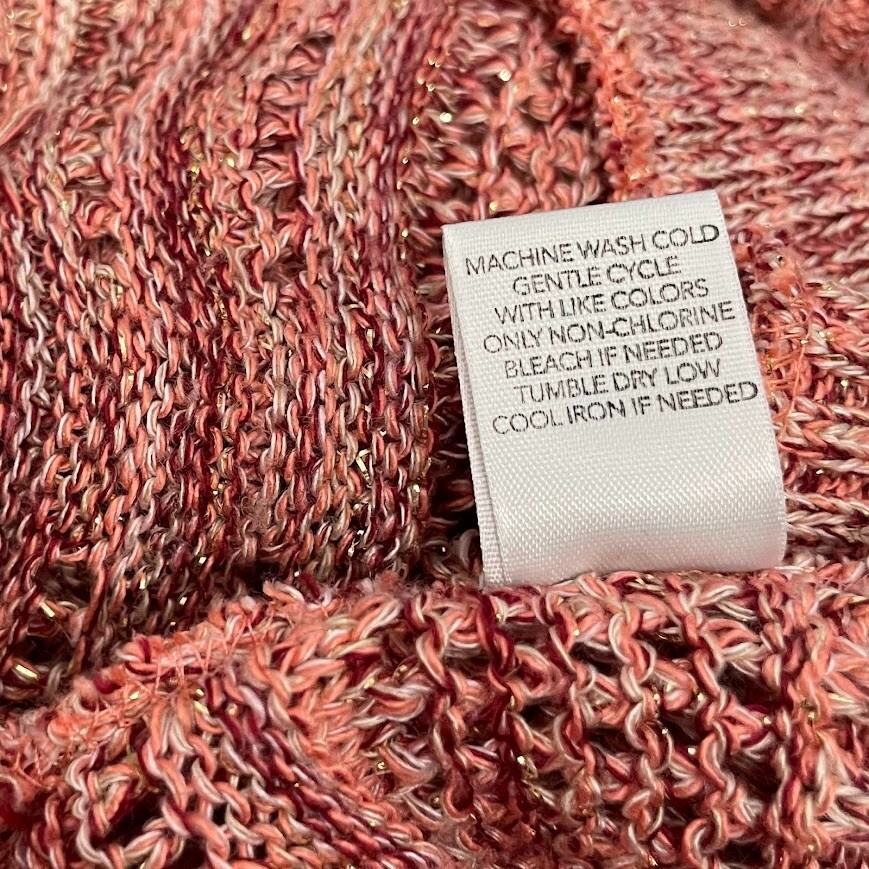 MACHINE WASH COLD
GENTLE CYCLE
WITH LIKE COLORS
ONLY NON-CHLORINE
BLEACH IF NEEDED
TUMBLE DRY LOW
COOL IRON IF NEEDED